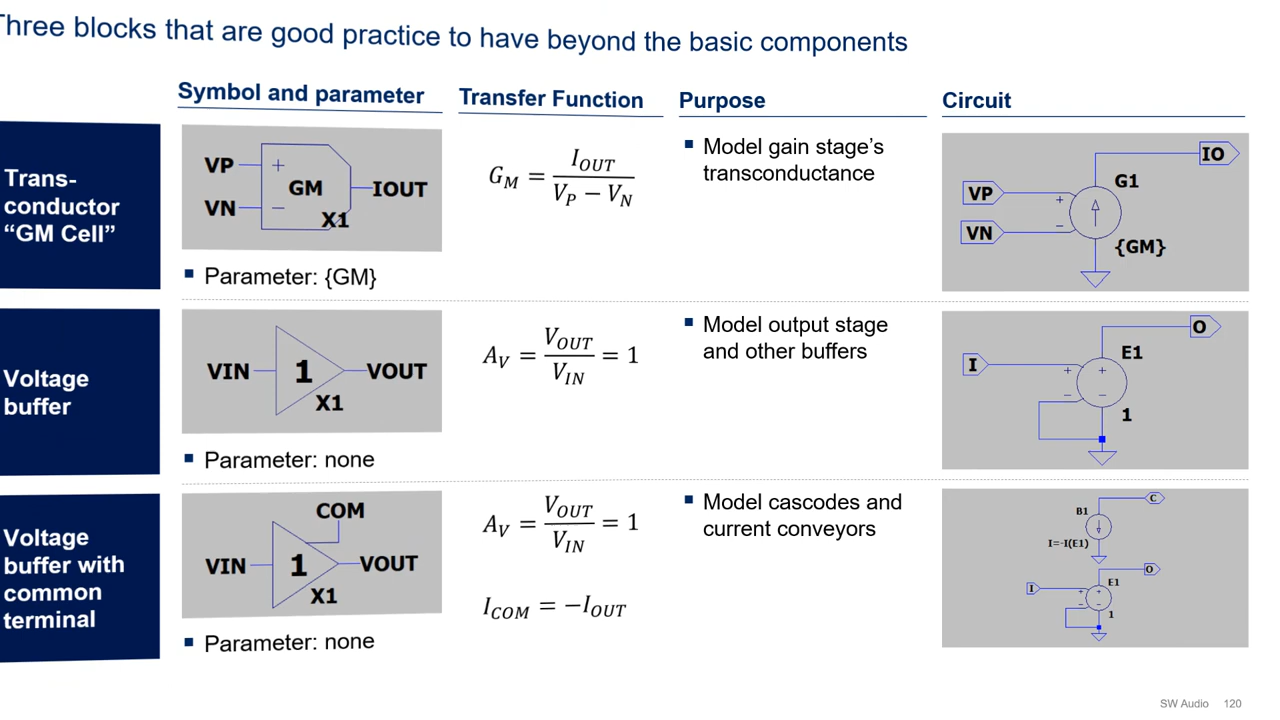 Three blocks that are good practice to have beyond the basic components
Symbol and parameter
Transfer Function
Purpose
Circuit
Trans-
conductor
“GM Cell”
VP
+
GM
IOUT
VN
−
X1
Parameter: {GM}
G_M = I_OUT / (V_P − V_N)
Model gain stage’s
transconductance
IO
G1
VP
+
VN
−
{GM}
Voltage
buffer
VIN
1
VOUT
X1
Parameter: none
A_V = V_OUT / V_IN = 1
Model output stage
and other buffers
O
E1
I
+
+
−
−
1
Voltage
buffer with
common
terminal
COM
VIN
1
VOUT
X1
Parameter: none
A_V = V_OUT / V_IN = 1
I_COM = −I_OUT
Model cascodes and
current conveyors
C
B1
I=-I(E1)
O
E1
I
+
+
−
−
1
SW Audio 120